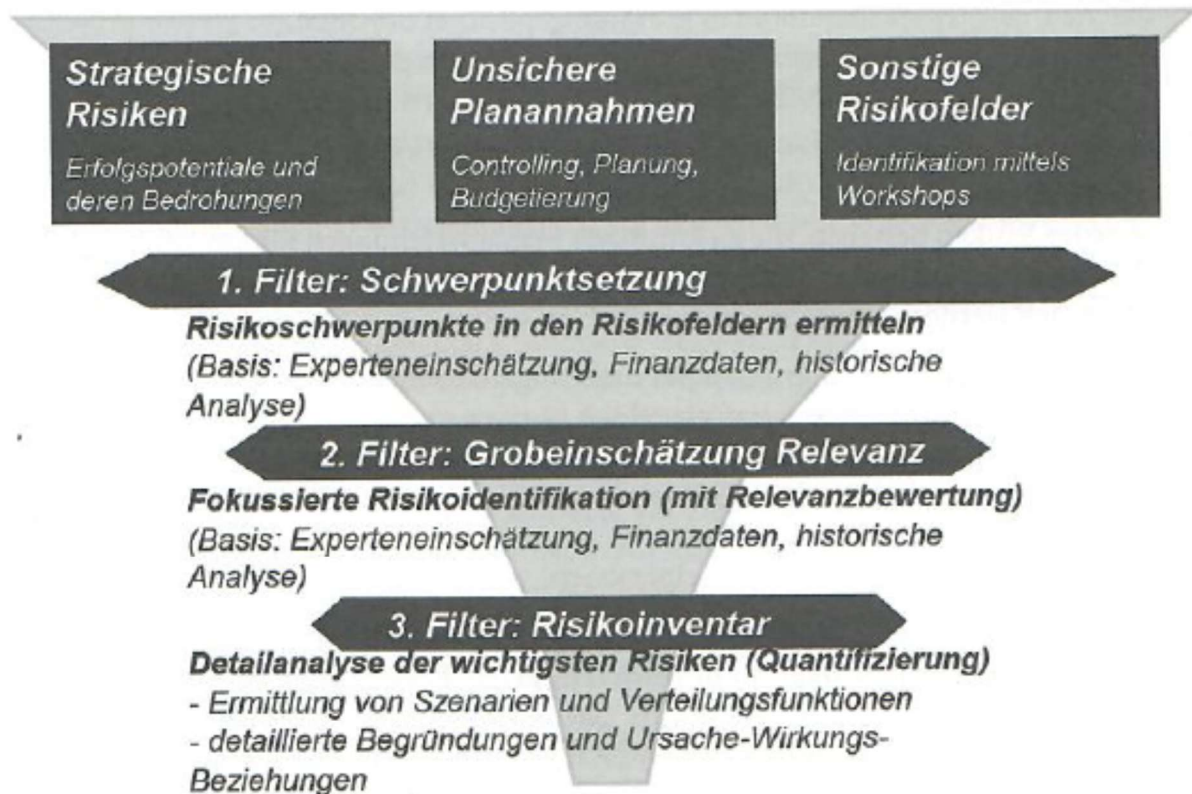 Strategische
Risiken
Erfolgspotentiale und
deren Bedrohungen
Unsichere
Planannahmen
Controlling, Planung,
Budgetierung
Sonstige
Risikofelder
Identifikation mittels
Workshops
1. Filter: Schwerpunktsetzung
Risikoschwerpunkte in den Risikofeldern ermitteln
(Basis: Experteneinschätzung, Finanzdaten, historische
Analyse)
2. Filter: Grobeinschätzung Relevanz
Fokussierte Risikoidentifikation (mit Relevanzbewertung)
(Basis: Experteneinschätzung, Finanzdaten, historische
Analyse)
3. Filter: Risikoinventar
Detailanalyse der wichtigsten Risiken (Quantifizierung)
- Ermittlung von Szenarien und Verteilungsfunktionen
- detaillierte Begründungen und Ursache-Wirkungs-
Beziehungen